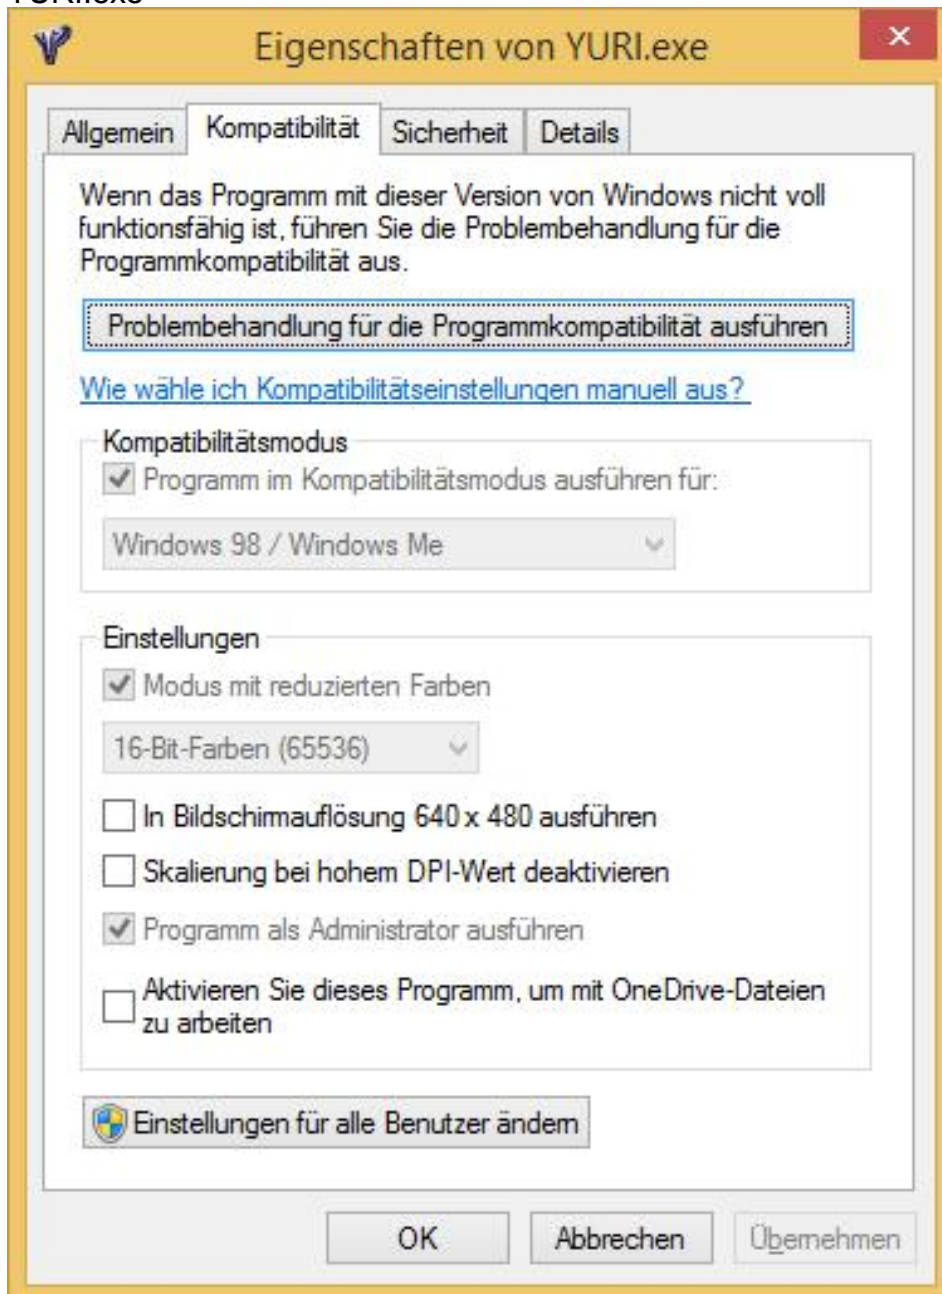 YURI.exe
Eigenschaften von YURI.exe
Allgemein
Kompatibilität
Sicherheit
Details
Wenn das Programm mit dieser Version von Windows nicht voll
funktionsfähig ist, führen Sie die Problembehandlung für die
Programmkompatibilität aus.
Problembehandlung für die Programmkompatibilität ausführen
Wie wähle ich Kompatibilitätseinstellungen manuell aus?
Kompatibilitätsmodus
Programm im Kompatibilitätsmodus ausführen für:
Windows 98 / Windows Me
Einstellungen
Modus mit reduzierten Farben
16-Bit-Farben (65536)
In Bildschirmauflösung 640 x 480 ausführen
Skalierung bei hohem DPI-Wert deaktivieren
Programm als Administrator ausführen
Aktivieren Sie dieses Programm, um mit OneDrive-Dateien
zu arbeiten
Einstellungen für alle Benutzer ändern
OK
Abbrechen
Übernehmen